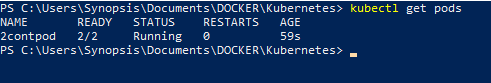 PS C:\Users\Synopsis\Documents\DOCKER\Kubernetes> kubectl get pods
NAME READY STATUS RESTARTS AGE
2contpod 2/2 Running 0 59s
PS C:\Users\Synopsis\Documents\DOCKER\Kubernetes>